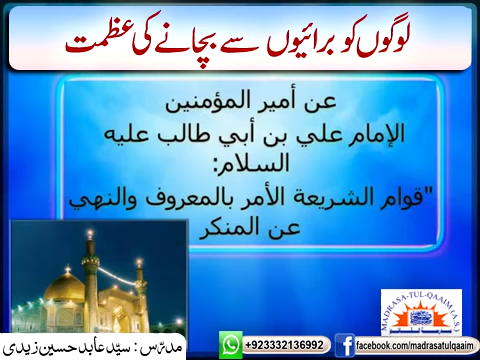 لوگوں کو برائیوں سے بچانے کی عظمت
عن أمير المؤمنين
الإمام علي بن أبي طالب عليه
السلام:
"قوام الشريعة الأمر بالمعروف والنهي
عن المنكر
MADRASA-TUL-QAAIM (A.S.)
مدرّس : سیّد عابد حسین زیدی
+923332136992
facebook.com/madrasatulqaaim